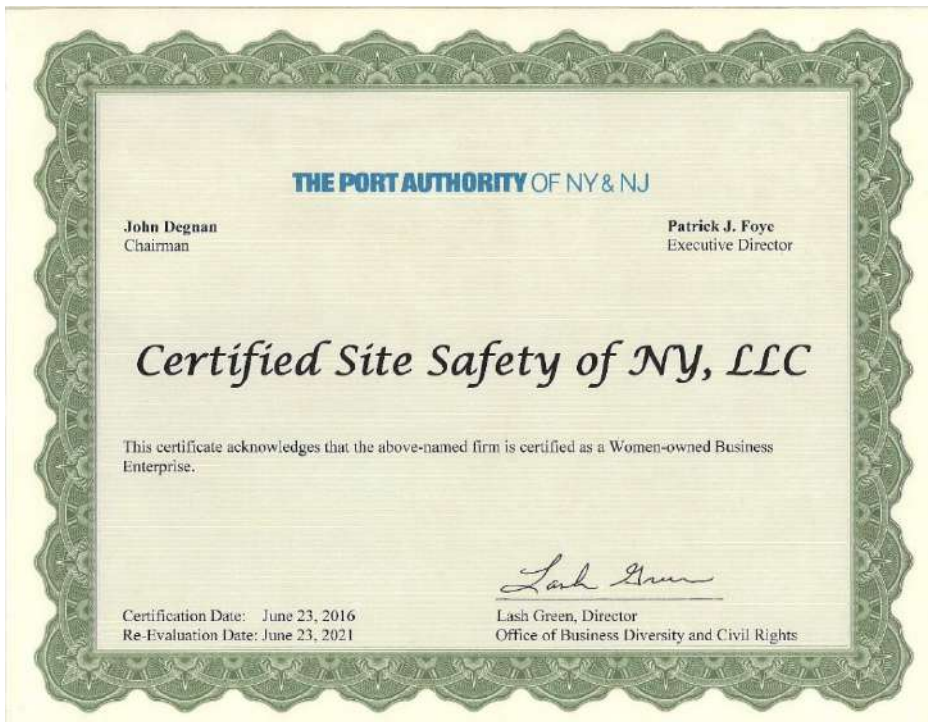 THE PORT AUTHORITY OF NY & NJ
John Degnan
Patrick J. Foye
Chairman
Executive Director
Certified Site Safety of NY, LLC
This certificate acknowledges that the above-named firm is certified as a Women-owned Business
Enterprise.
Lash Green
Certification Date: June 23, 2016
Lash Green, Director
Re-Evaluation Date: June 23, 2021
Office of Business Diversity and Civil Rights